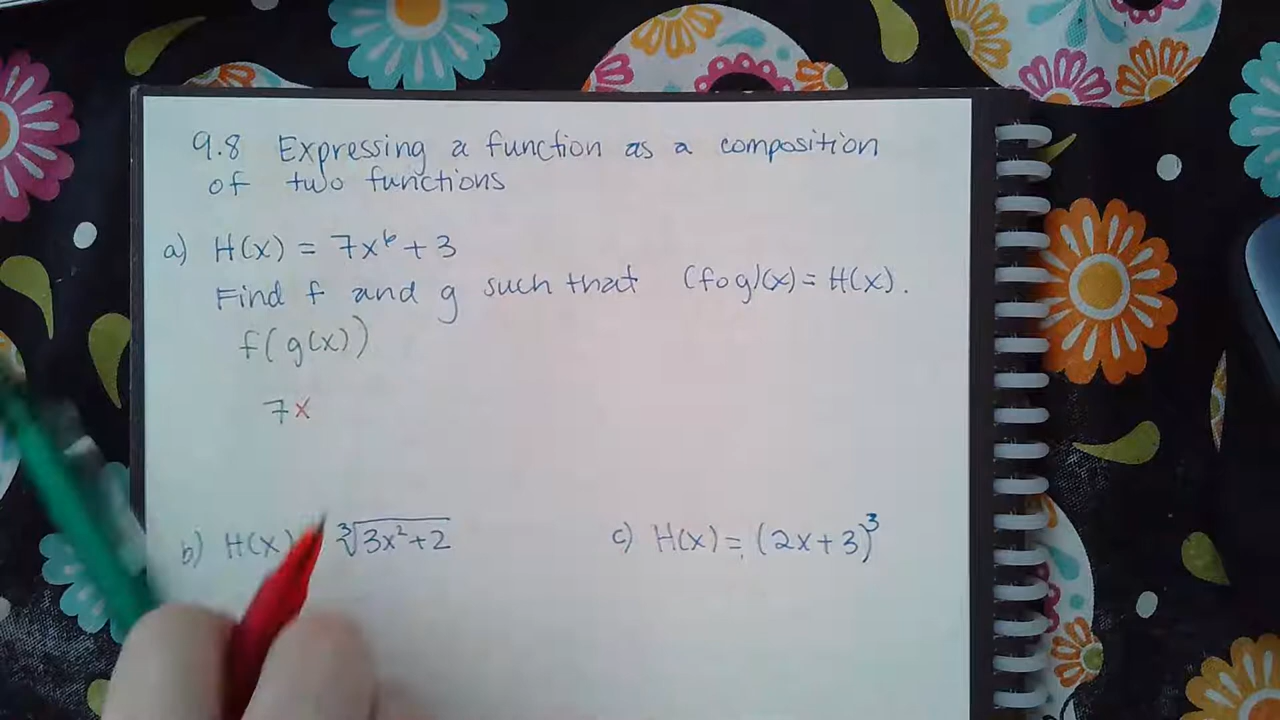 9.8 Expressing a function as a composition
of two functions
a) H(x) = 7x⁶ + 3
Find f and g such that (f∘g)(x) = H(x).
f(g(x))
7x
b) H(x) ∛(3x²+2)
c) H(x) = (2x+3)³